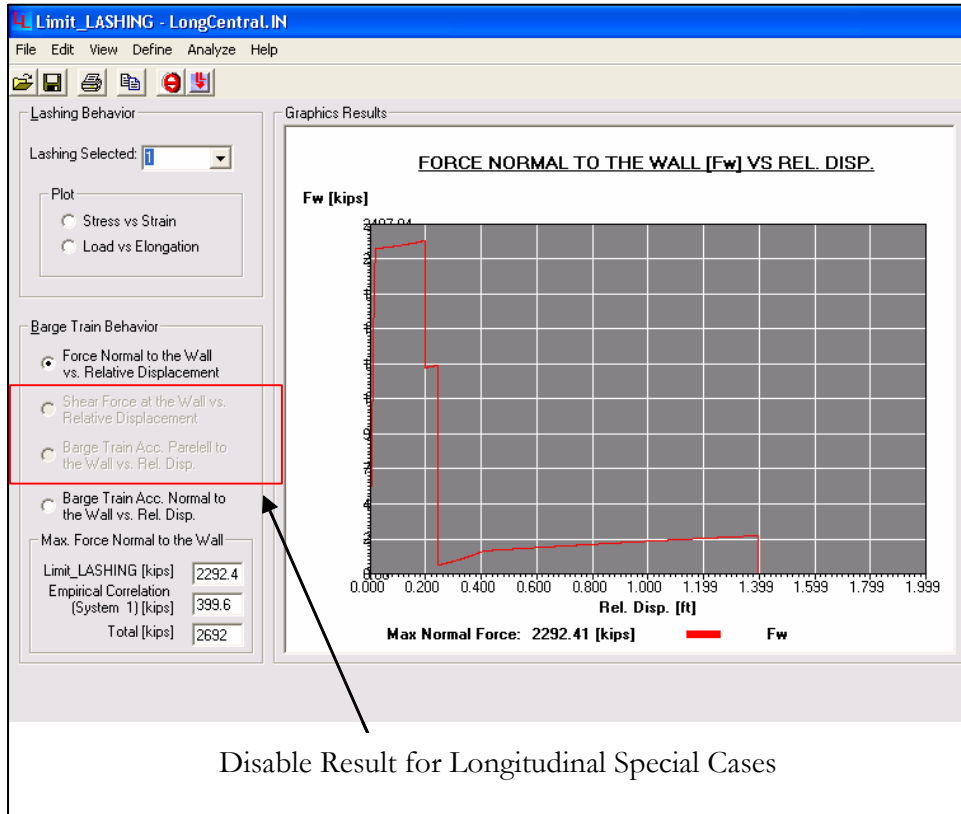 Limit_LASHING - LongCentral.IN
File Edit View Define Analyze Help
Lashing Behavior
Lashing Selected: 1
Plot
Stress vs Strain
Load vs Elongation
Barge Train Behavior
Force Normal to the Wall
vs. Relative Displacement
Shear Force at the Wall vs.
Relative Displacement
Barge Train Acc. Parelell to
the Wall vs. Rel. Disp.
Barge Train Acc. Normal to
the Wall vs. Rel. Disp.
Max. Force Normal to the Wall
Limit_LASHING [kips] 2292.4
Empirical Correlation
(System 1) [kips] 399.6
Total [kips] 2692
Graphics Results
FORCE NORMAL TO THE WALL [Fw] VS REL. DISP.
Fw [kips]
0.000 0.200 0.400 0.600 0.800 1.000 1.199 1.399 1.599 1.799 1.999
Rel. Disp. [ft]
Max Normal Force: 2292.41 [kips] Fw
Disable Result for Longitudinal Special Cases